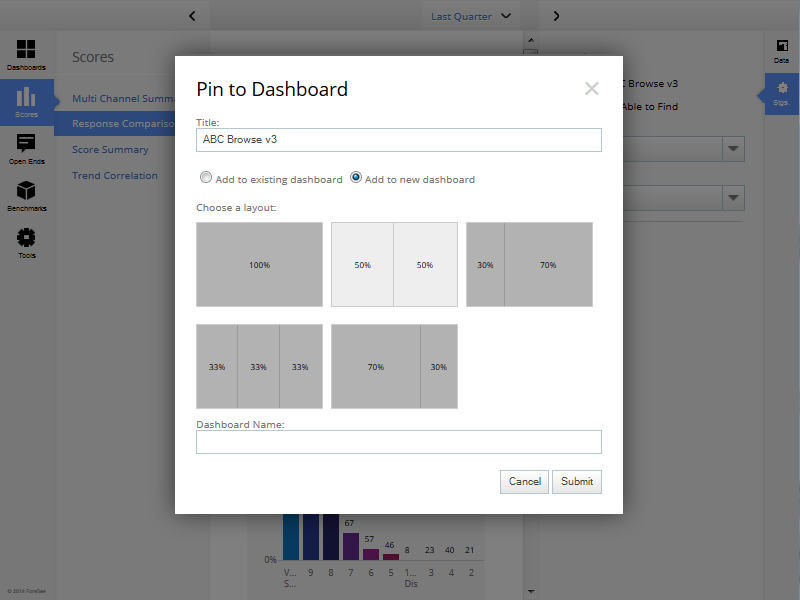 Last Quarter
Dashboards
Scores
Open Ends
Benchmarks
Tools
Scores
Multi Channel Summ
Response Compariso
Score Summary
Trend Correlation
Pin to Dashboard
Title:
ABC Browse v3
Add to existing dashboard
Add to new dashboard
Choose a layout:
100%
50% 50%
30% 70%
33% 33% 33%
70% 30%
Dashboard Name:
Cancel Submit
Browse v3
Able to Find
Data
67
57
46
8 23 40 21
0%
V... 9 8 7 6 5 1... 3 4 2
S... Dis
© 2014 ForeSee